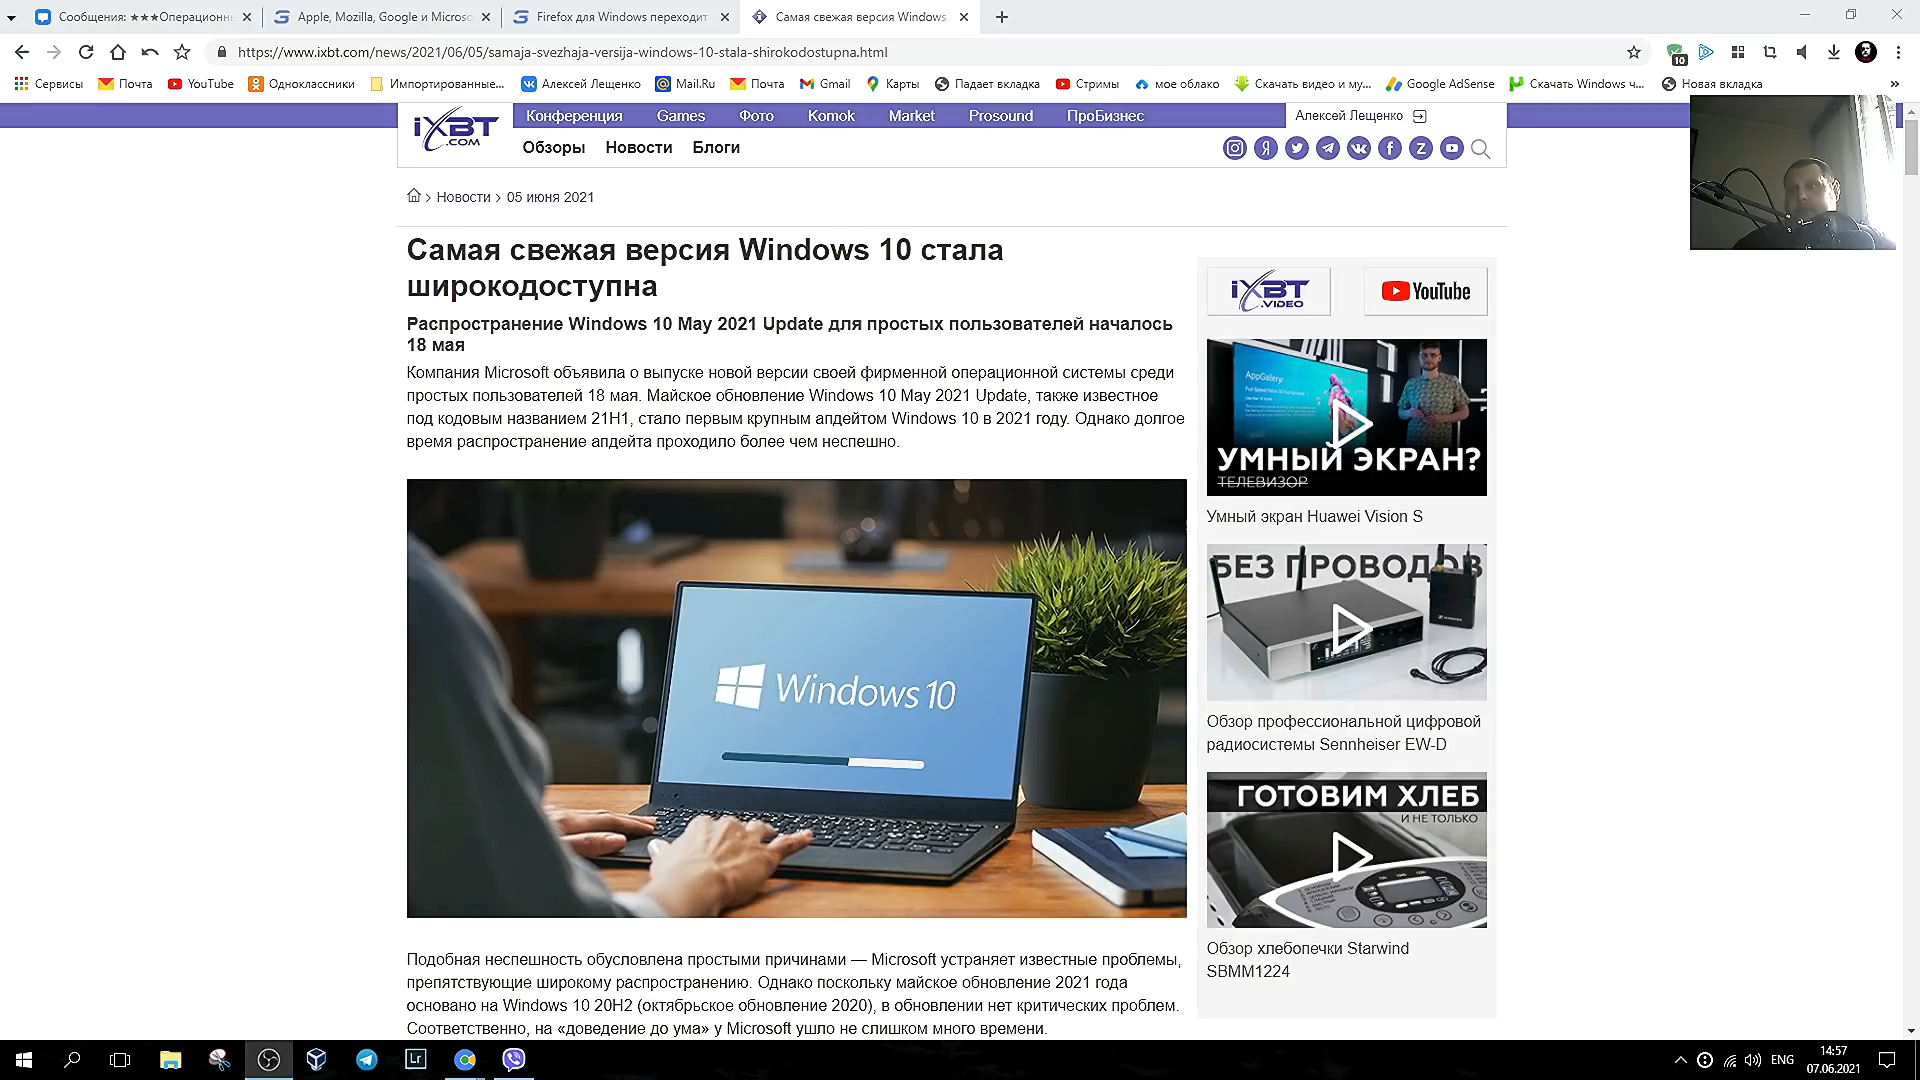 Сообщения: ★★★Операционн
Apple, Mozilla, Google и Microso
Firefox для Windows переходит
Самая свежая версия Windows
https://www.ixbt.com/news/2021/06/05/samaja-svezhaja-versija-windows-10-stala-shirokodostupna.html
10
Сервисы
Почта
YouTube
Одноклассники
Импортированные...
Алексей Лещенко
Mail.Ru
Почта
Gmail
Карты
Падает вкладка
Стримы
мое облако
Скачать видео и му...
Google AdSense
Скачать Windows ч...
Новая вкладка
»
iXBT
.COM
Конференция
Games
Фото
Komok
Market
Prosound
ПроБизнес
Алексей Лещенко
Обзоры
Новости
Блоги
Новости > 05 июня 2021
Самая свежая версия Windows 10 стала
широкодоступна
Распространение Windows 10 May 2021 Update для простых пользователей началось
18 мая
Компания Microsoft объявила о выпуске новой версии своей фирменной операционной системы среди
простых пользователей 18 мая. Майское обновление Windows 10 May 2021 Update, также известное
под кодовым названием 21H1, стало первым крупным апдейтом Windows 10 в 2021 году. Однако долгое
время распространение апдейта проходило более чем неспешно.
Windows 10
Подобная неспешность обусловлена простыми причинами — Microsoft устраняет известные проблемы,
препятствующие широкому распространению. Однако поскольку майское обновление 2021 года
основано на Windows 10 20H2 (октябрьское обновление 2020), в обновлении нет критических проблем.
Соответственно, на «доведение до ума» у Microsoft ушло не слишком много времени.
iXBT
.VIDEO
YouTube
AppGallery
УМНЫЙ ЭКРАН?
ТЕЛЕВИЗОР
Умный экран Huawei Vision S
БЕЗ ПРОВОДОВ
Обзор профессиональной цифровой
радиосистемы Sennheiser EW-D
ГОТОВИМ ХЛЕБ
И НЕ ТОЛЬКО
Обзор хлебопечки Starwind
SBMM1224
Lr
ENG
14:57
07.06.2021